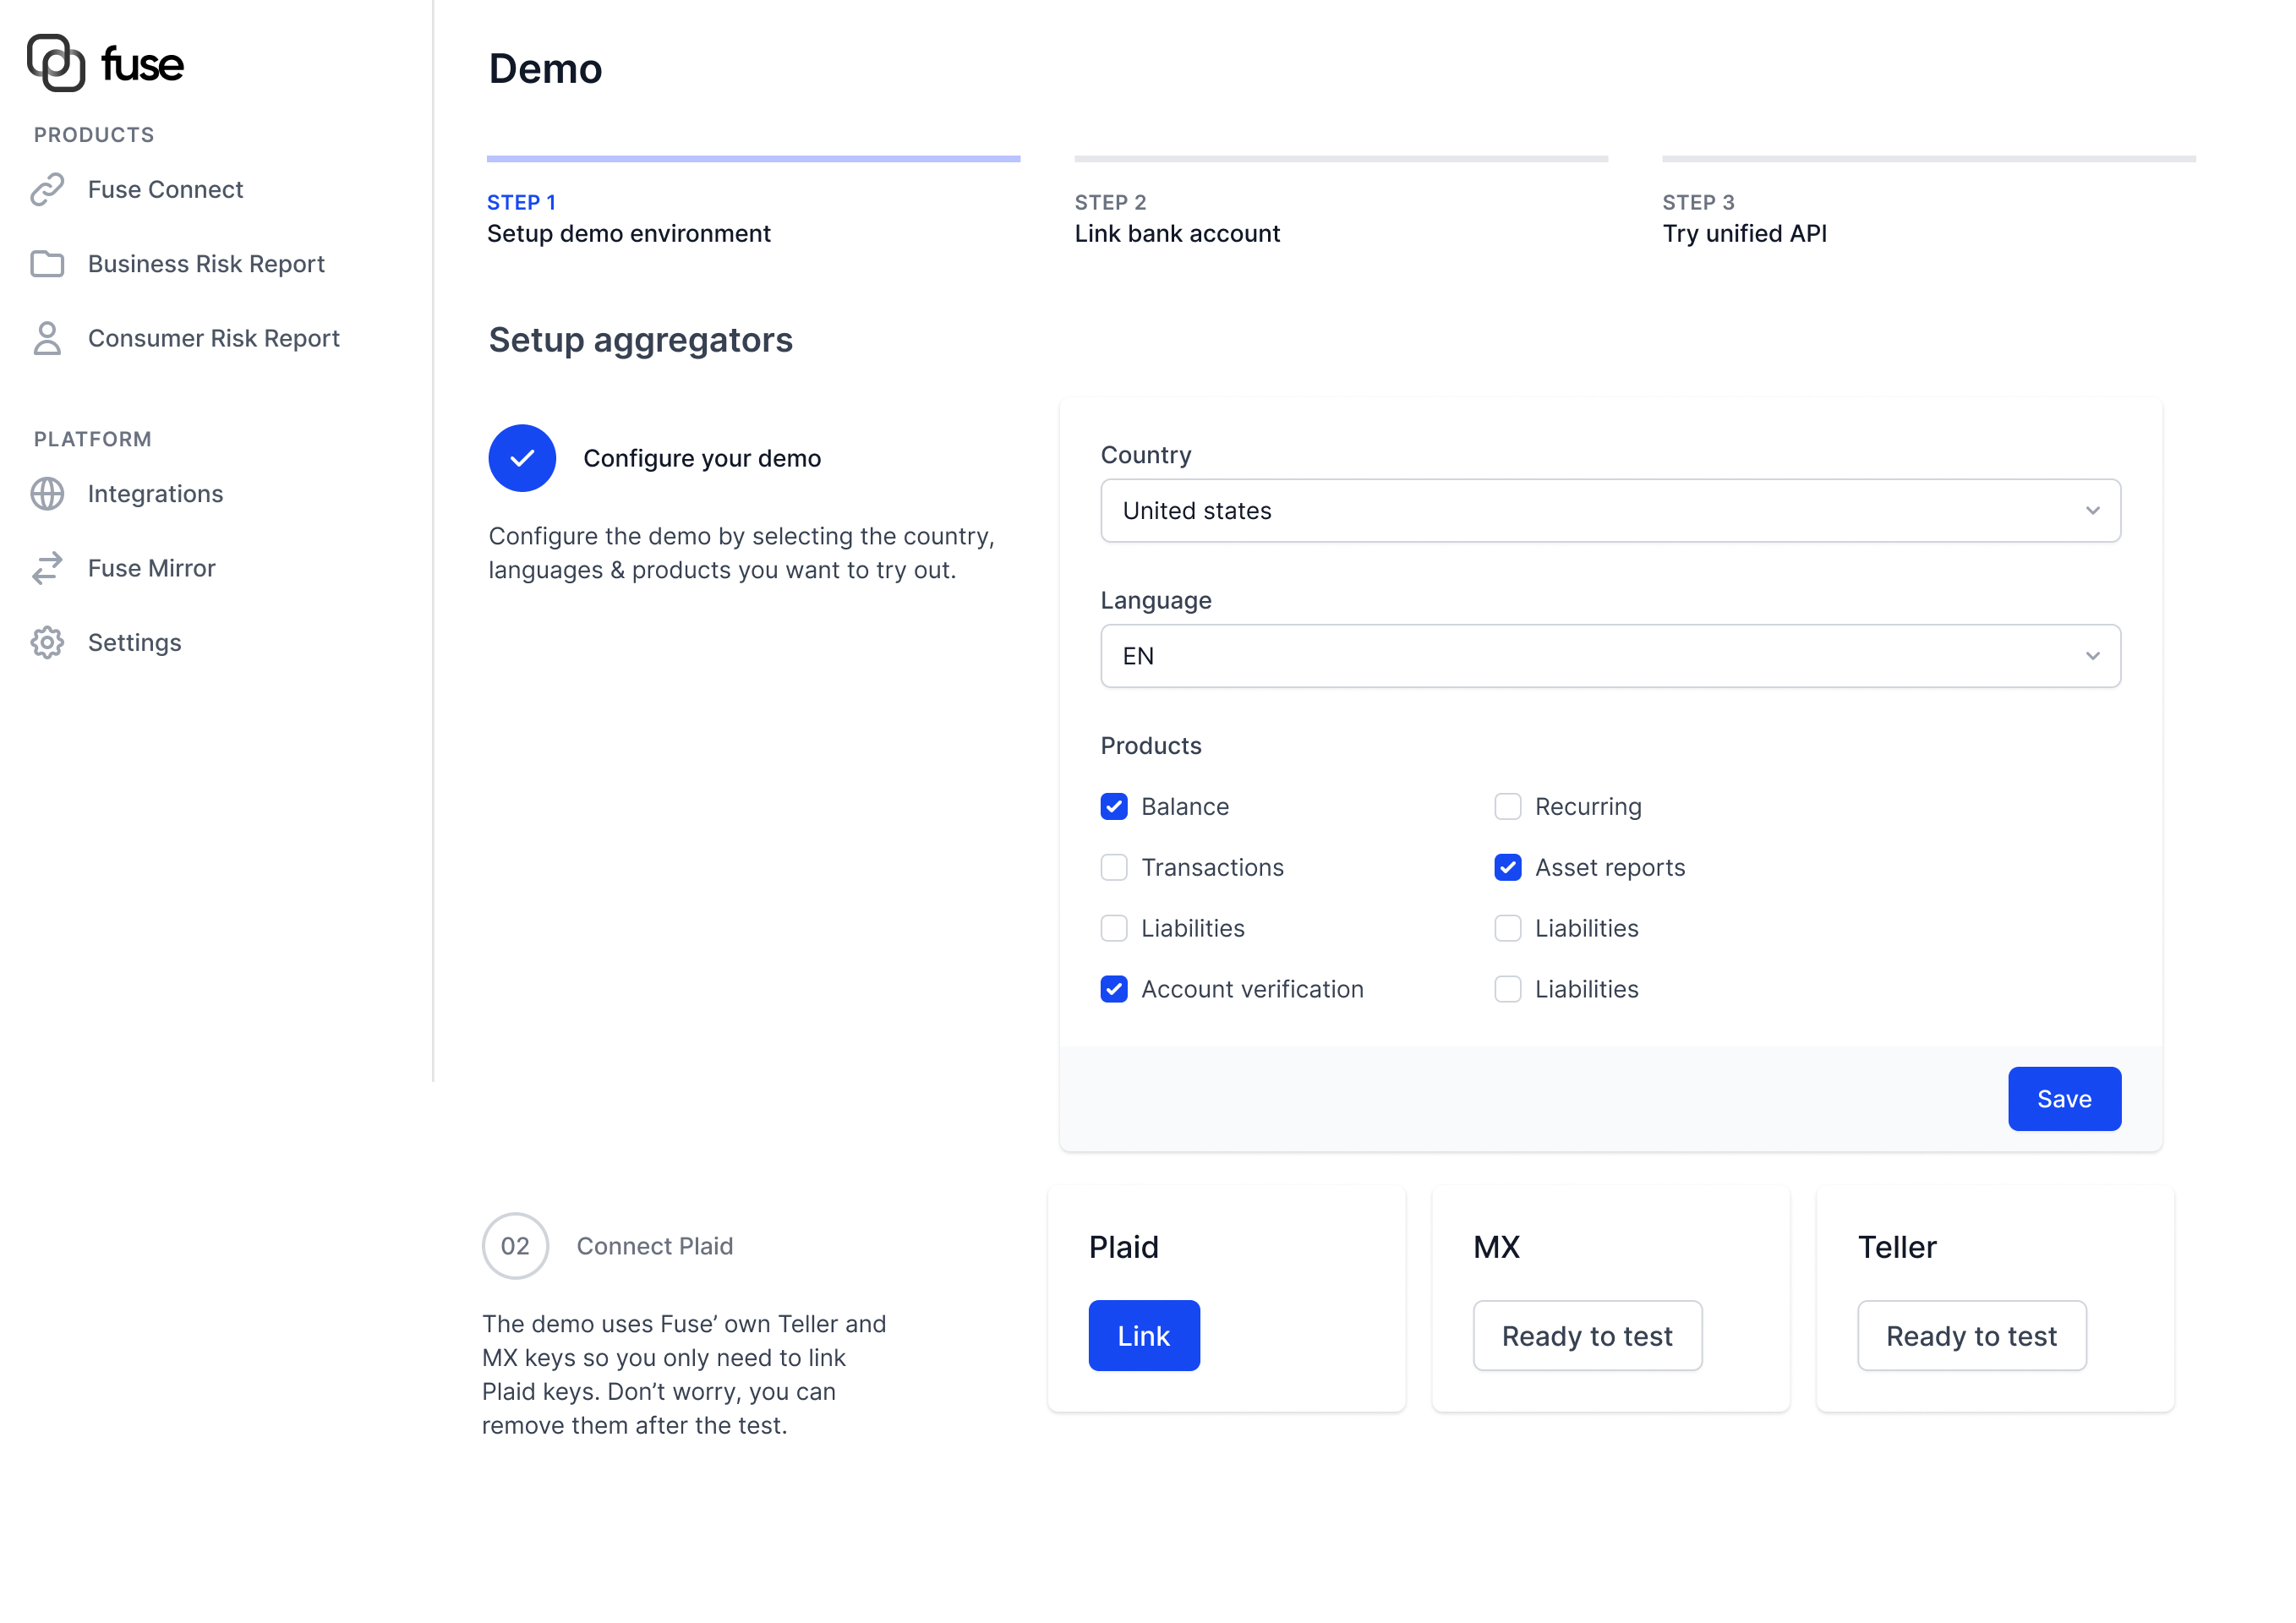 fuse
PRODUCTS
Fuse Connect
Business Risk Report
Consumer Risk Report
PLATFORM
Integrations
Fuse Mirror
Settings
Demo
STEP 1
Setup demo environment
STEP 2
Link bank account
STEP 3
Try unified API
Setup aggregators
Configure your demo
Configure the demo by selecting the country,
languages & products you want to try out.
Country
United states
Language
EN
Products
Balance
Recurring
Transactions
Asset reports
Liabilities
Liabilities
Account verification
Liabilities
Save
02
Connect Plaid
The demo uses Fuse’ own Teller and
MX keys so you only need to link
Plaid keys. Don’t worry, you can
remove them after the test.
Plaid
Link
MX
Ready to test
Teller
Ready to test